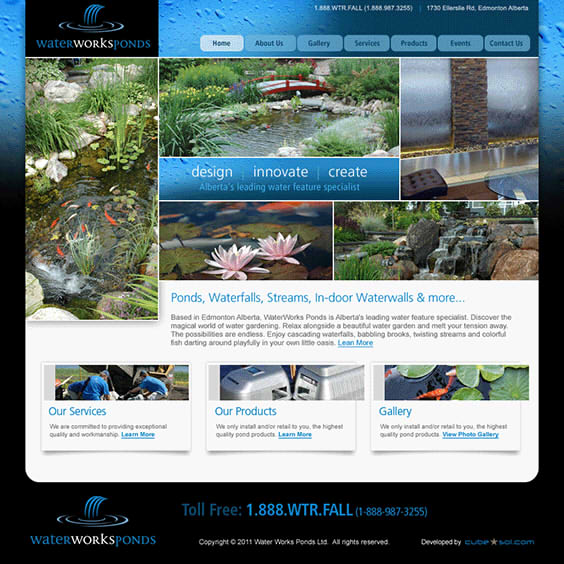 1.888.WTR.FALL (1.888.987.3255) | 1730 Ellerslie Rd, Edmonton Alberta
waterworksponds
Home About Us Gallery Services Products Events Contact Us
design | innovate | create
Alberta's leading water feature specialist
Ponds, Waterfalls, Streams, In-door Waterwalls & more...
Based in Edmonton Alberta, WaterWorks Ponds is Alberta's leading water feature specialist. Discover the
magical world of water gardening. Relax alongside a beautiful water garden and melt your tension away.
The possibilities are endless. Enjoy cascading waterfalls, babbling brooks, twisting streams and colorful
fish darting around playfully in your own little oasis. Lean More
Our Services
We are committed to providing exceptional
quality and workmanship. Learn More
Our Products
We only install and/or retail to you, the highest
quality pond products. Learn More
Gallery
We only install and/or retail to you, the highest
quality pond products. View Photo Gallery
Toll Free: 1.888.WTR.FALL (1-888-987-3255)
waterworksponds
Copyright © 2011 Water Works Ponds Ltd. All rights reserved. Developed by cube sol.com